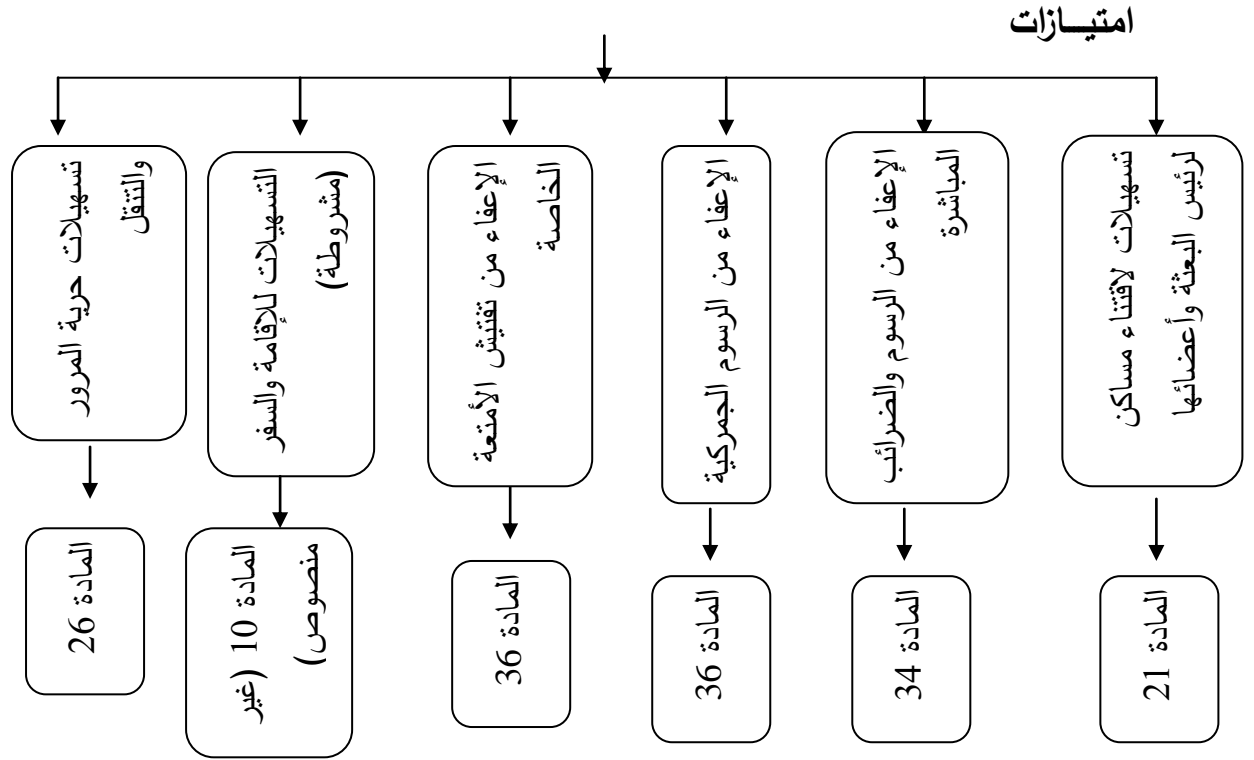 امتيــازات
تسهيلات لاقتناء مساكن
لرئيس البعثة وأعضائها
الإعفاء من الرسوم والضرائب
المباشرة
الإعفاء من الرسوم الجمركية
الإعفاء من تفتيش الأمتعة
الخاصة
التسهيلات للإقامة والسفر
(مشروطة)
تسهيلات حرية المرور
والتنقل
المادة 21
المادة 34
المادة 36
المادة 36
المادة 10 (غير
منصوص)
المادة 26